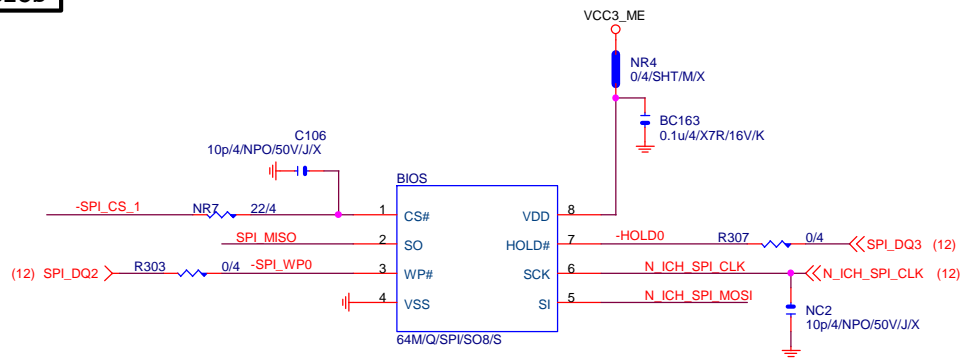 VCC3_ME
NR4
0/4/SHT/M/X
BC163
0.1u/4/X7R/16V/K
C106
10p/4/NPO/50V/J/X
BIOS
-SPI_CS_1
NR7 22/4
1 CS#
VDD 8
SPI_MISO
2 SO
HOLD# 7
-HOLD0
R307 0/4
SPI_DQ3 (12)
(12) SPI_DQ2
R303 0/4
-SPI_WP0
3 WP#
SCK 6
N_ICH_SPI_CLK
N_ICH_SPI_CLK (12)
4 VSS
SI 5
N_ICH_SPI_MOSI
NC2
10p/4/NPO/50V/J/X
64M/Q/SPI/SO8/S